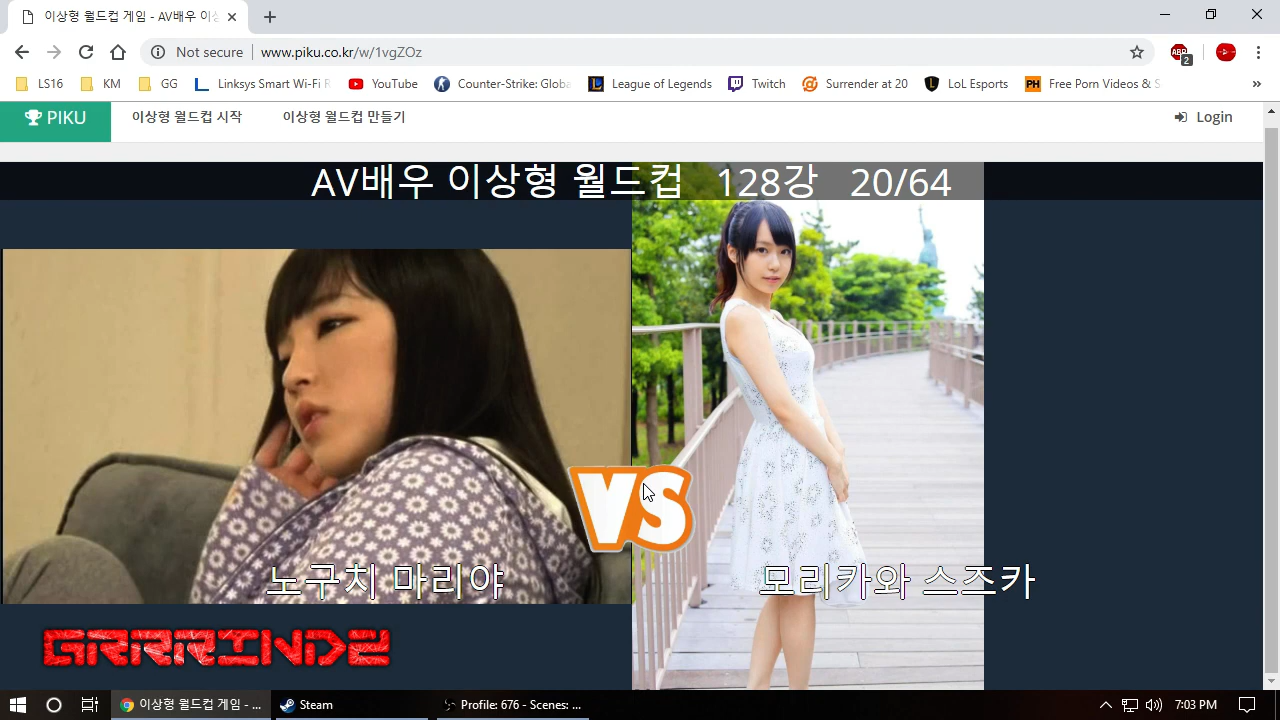 이상형 월드컵 게임 - AV배우 이상
Not secure
www.piku.co.kr/w/1vgZOz
ABP
2
LS16
KM
GG
Linksys Smart Wi-Fi
YouTube
Counter-Strike: Globa
League of Legends
Twitch
Surrender at 20
LoL Esports
PH
Free Porn Videos & S
PIKU
이상형 월드컵 시작
이상형 월드컵 만들기
Login
AV배우 이상형 월드컵 128강 20/64
VS
노구치 마리야
모리카와 스즈카
GRRRINDZ
이상형 월드컵 게임 - ...
Steam
Profile: 676 - Scenes: ...
7:03 PM